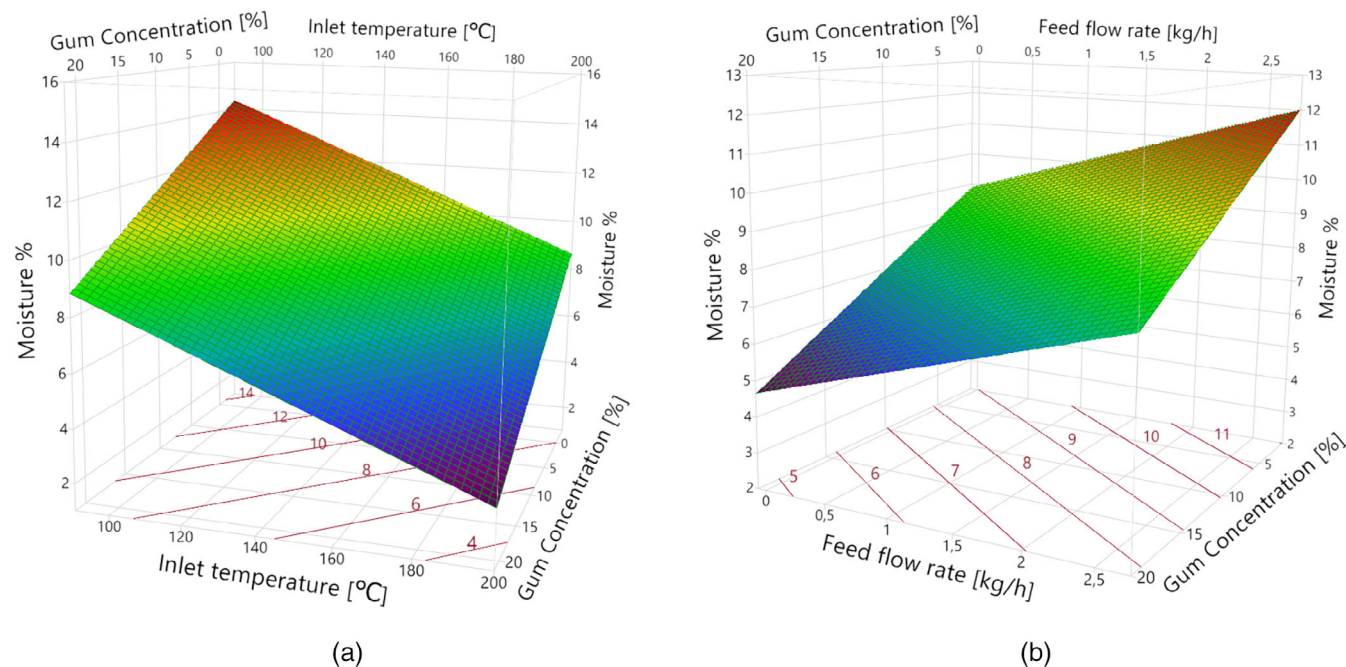 Gum Concentration [%]
Inlet temperature [°C]
20 15 10 5 0 100 120 140 160 180 200
16 14 12 10 8 6 4 2
Moisture %
16 14 12 10 8 6 4 2
Moisture %
14 12 10 8 6 4
100 120 140 160 180 200
Inlet temperature [°C]
0 5 10 15 20
Gum Concentration [%]
(a)
Gum Concentration [%]
Feed flow rate [kg/h]
20 15 10 5 0 0,5 1 1,5 2 2,5
13 12 11 10 9 8 7 6 5 4 3 2
Moisture %
13 12 11 10 9 8 7 6 5 4 3 2
Moisture %
5 6 7 8 9 10 11
0 0,5 1 1,5 2 2,5
Feed flow rate [kg/h]
5 10 15 20
Gum Concentration [%]
(b)